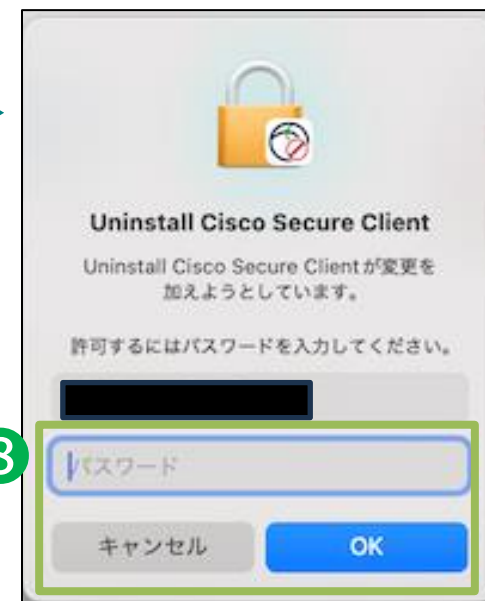 Uninstall Cisco Secure Client
Uninstall Cisco Secure Clientが変更を
加えようとしています。
許可するにはパスワードを入力してください。
8
パスワード
キャンセル
OK